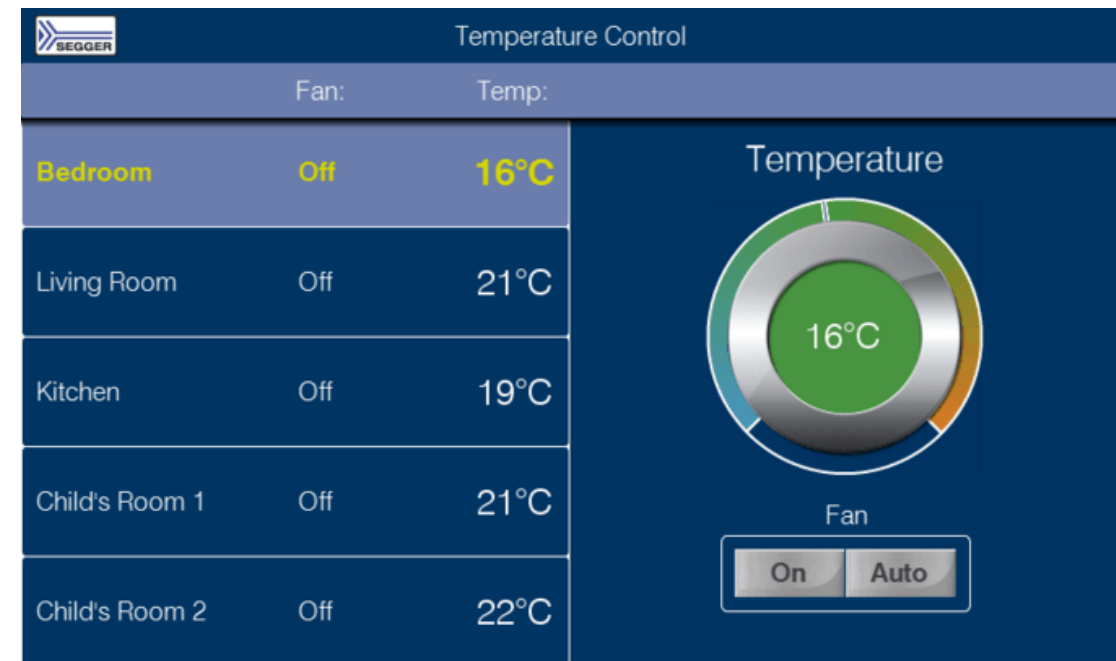 SEGGER
Temperature Control
Fan: Temp:
Bedroom Off 16°C
Living Room Off 21°C
Kitchen Off 19°C
Child's Room 1 Off 21°C
Child's Room 2 Off 22°C
Temperature
16°C
Fan
On Auto